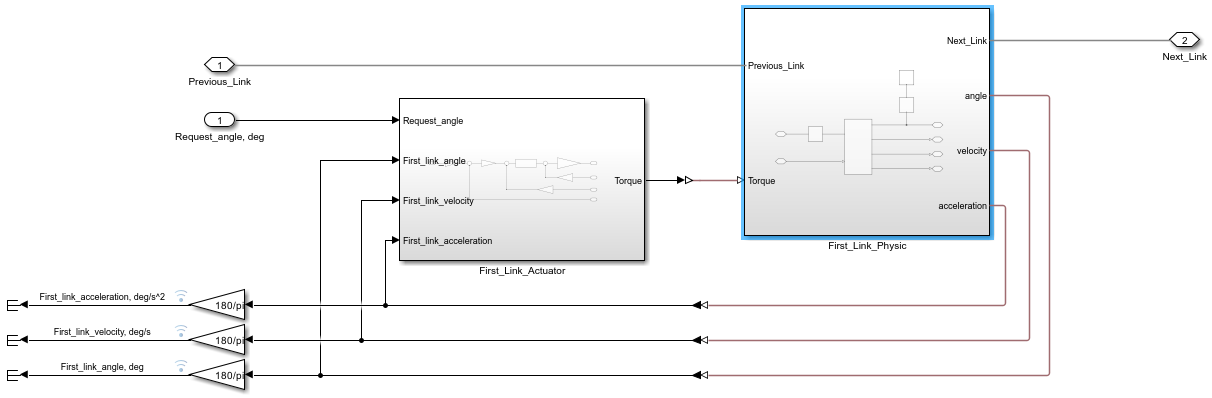 Next_Link
2
Next_Link
1
Previous_Link
Previous_Link
angle
1
Request_angle, deg
Request_angle
First_link_angle
velocity
Torque
Torque
First_link_velocity
acceleration
First_link_acceleration
First_Link_Physic
First_Link_Actuator
First_link_acceleration, deg/s^2
180/pi
First_link_velocity, deg/s
180/pi
First_link_angle, deg
180/pi